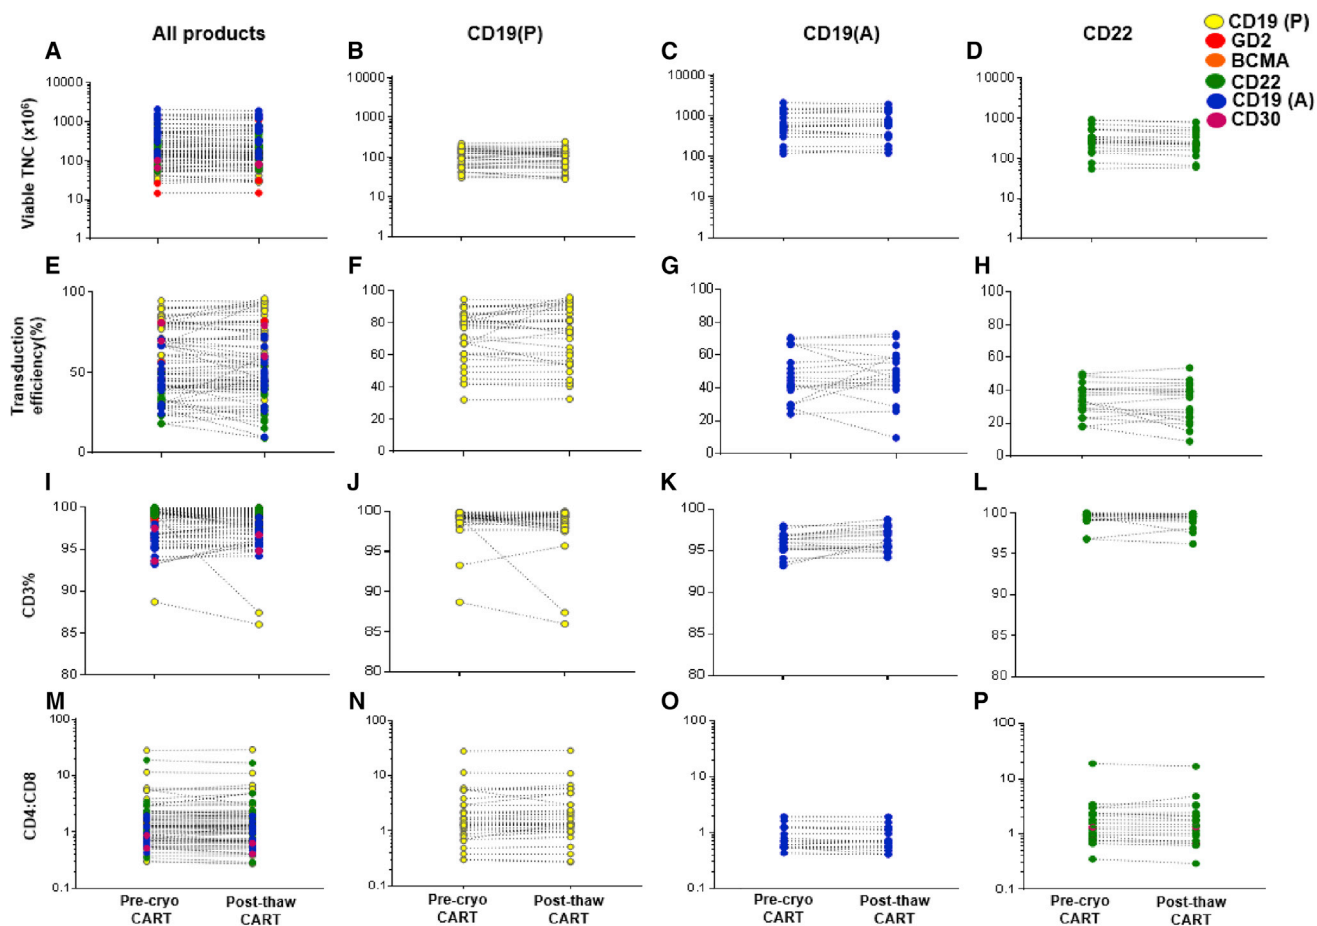 All products
CD19(P)
CD19(A)
CD22
CD19 (P)
GD2
BCMA
CD22
CD19 (A)
CD30
A
B
C
D
Viable TNC (x10⁶)
10000
1000
100
10
1
10000
1000
100
10
1
10000
1000
100
10
1
10000
1000
100
10
1
E
F
G
H
Transduction
efficiency(%)
100
50
0
100
80
60
40
20
0
100
80
60
40
20
0
100
80
60
40
20
0
I
J
K
L
CD3%
100
95
90
85
80
100
95
90
85
80
100
95
90
85
80
100
95
90
85
80
M
N
O
P
CD4:CD8
100
10
1
0.1
100
10
1
0.1
100
10
1
0.1
100
10
1
0.1
Pre-cryo
CART
Post-thaw
CART
Pre-cryo
CART
Post-thaw
CART
Pre-cryo
CART
Post-thaw
CART
Pre-cryo
CART
Post-thaw
CART